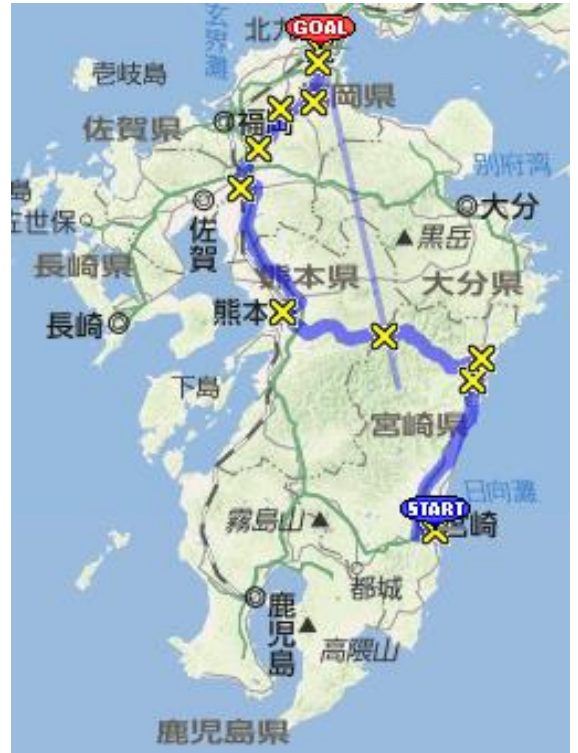 玄界灘
北九
GOAL
壱岐島
岡県
佐賀県
福岡
別府湾
島
佐世保
佐賀
大分
黒岳
長崎県
熊本県
大分県
長崎
熊本
下島
宮崎県
日向灘
START
宮崎
霧島山
都城
鹿児島
高隈山
鹿児島県